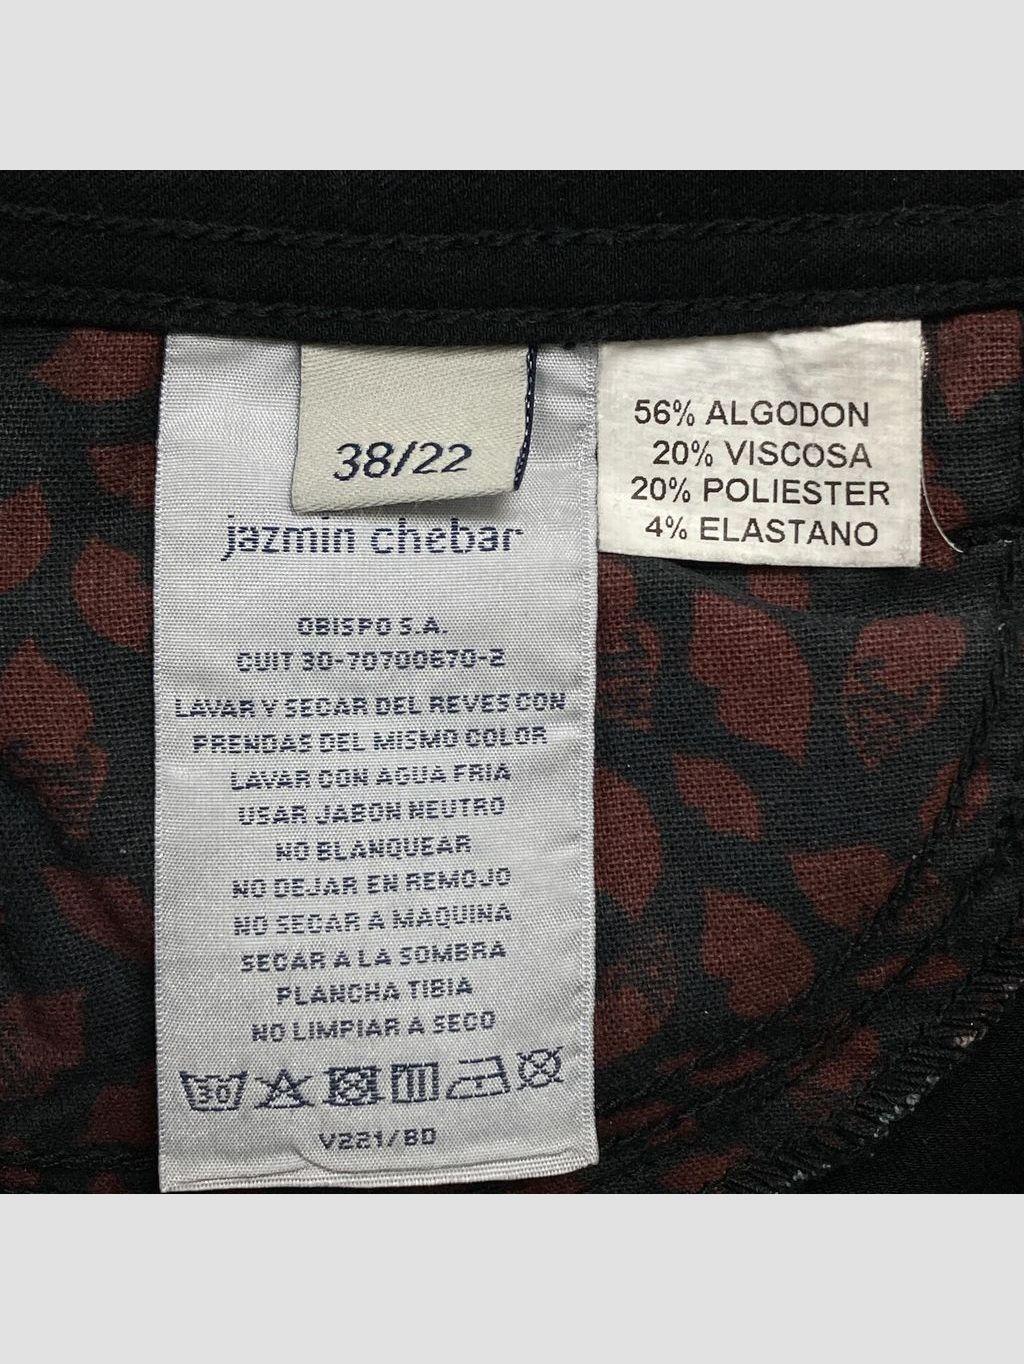 38/22
jazmin chebar
OBISPO S.A.
CUIT 30-70700670-2
LAVAR Y SECAR DEL REVES CON
PRENDAS DEL MISMO COLOR
LAVAR CON AGUA FRIA
USAR JABON NEUTRO
NO BLANQUEAR
NO DEJAR EN REMOJO
NO SECAR A MAQUINA
SECAR A LA SOMBRA
PLANCHA TIBIA
NO LIMPIAR A SECO
30
V221/BD
56% ALGODON
20% VISCOSA
20% POLIESTER
4% ELASTANO